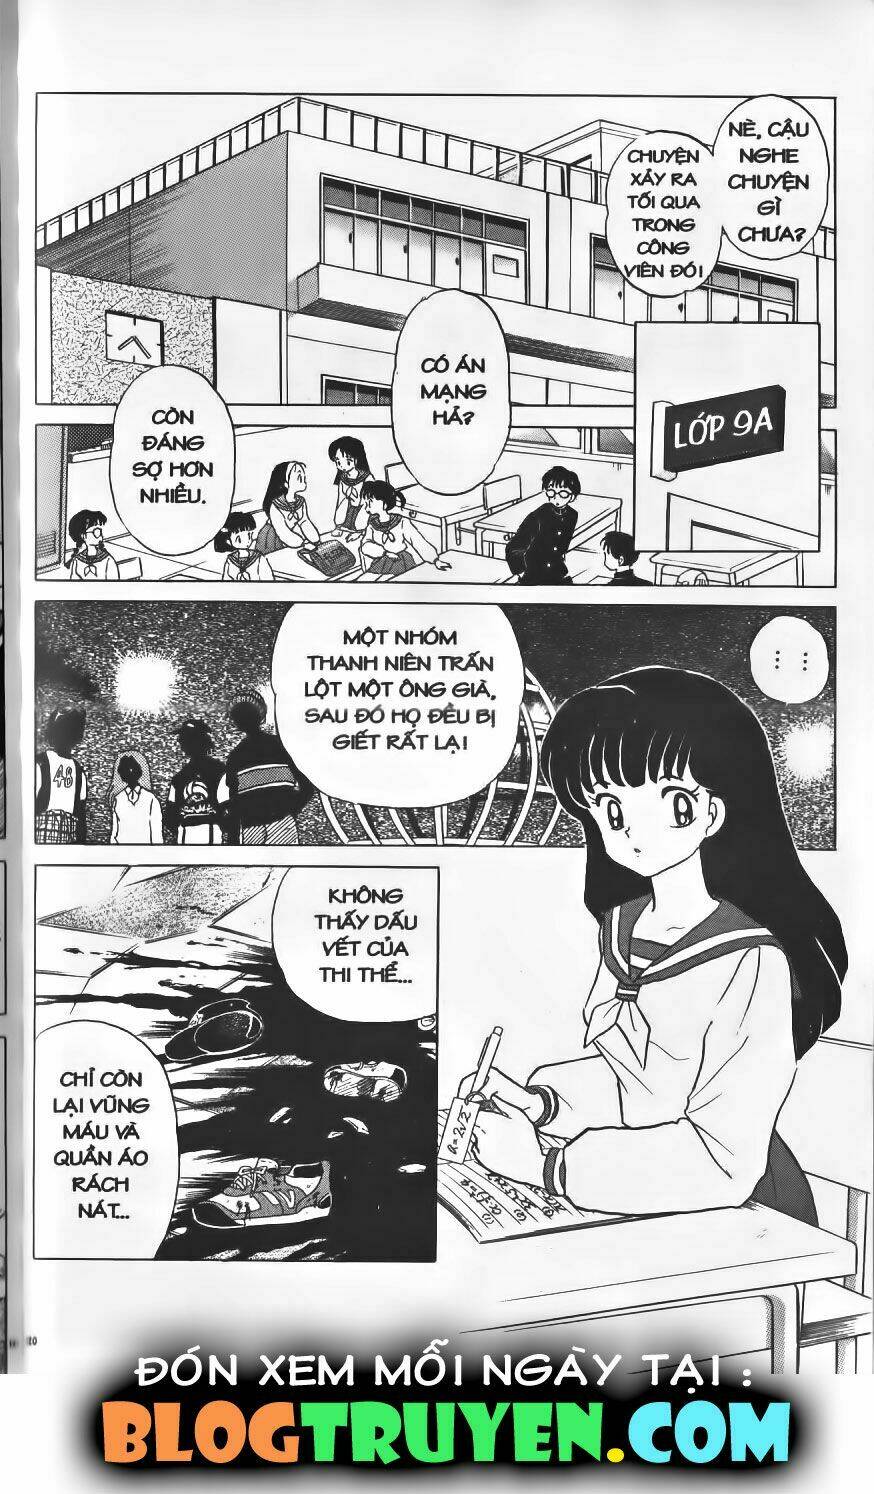 NÈ, CẬU
NGHE
CHUYỆN
GÌ
CHƯA?
CHUYỆN
XẢY RA
TỐI QUA
TRONG
CÔNG
VIÊN ĐÓ!
LỚP 9A
CÓ ÁN
MẠNG
HẢ?
CÒN
ĐÁNG
SỢ HƠN
NHIỀU.
MỘT NHÓM
THANH NIÊN TRẤN
LỘT MỘT ÔNG GIÀ,
SAU ĐÓ HỌ ĐỀU BỊ
GIẾT RẤT LẠ!
46
. . .  . . .
KHÔNG
THẤY DẤU
VẾT CỦA
THI THỂ...
CHỈ CÒN
LẠI VŨNG
MÁU VÀ
QUẦN ÁO
RÁCH
NÁT...
ĐÓN XEM MỖI NGÀY TẠI :
BLOGTRUYEN.COM